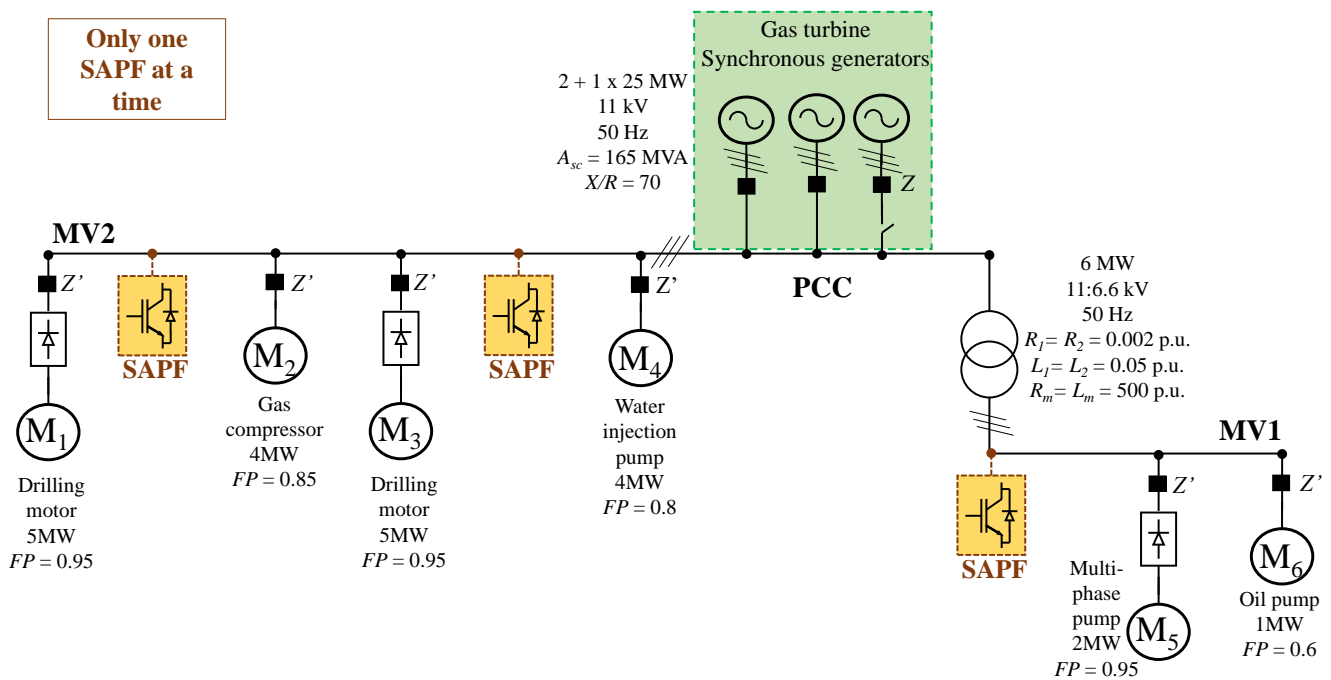 Only one
SAPF at a
time
Gas turbine
Synchronous generators
2 + 1 x 25 MW
11 kV
50 Hz
A_sc = 165 MVA
X/R = 70
Z
MV2
PCC
Z’
SAPF
Z’
Z’
SAPF
Z’
M1
Drilling
motor
5MW
FP = 0.95
M2
Gas
compressor
4MW
FP = 0.85
M3
Drilling
motor
5MW
FP = 0.95
M4
Water
injection
pump
4MW
FP = 0.8
6 MW
11:6.6 kV
50 Hz
R1= R2 = 0.002 p.u.
L1= L2 = 0.05 p.u.
Rm= Lm = 500 p.u.
MV1
SAPF
Z’
Z’
Multi-
phase
pump
2MW
FP = 0.95
M5
M6
Oil pump
1MW
FP = 0.6